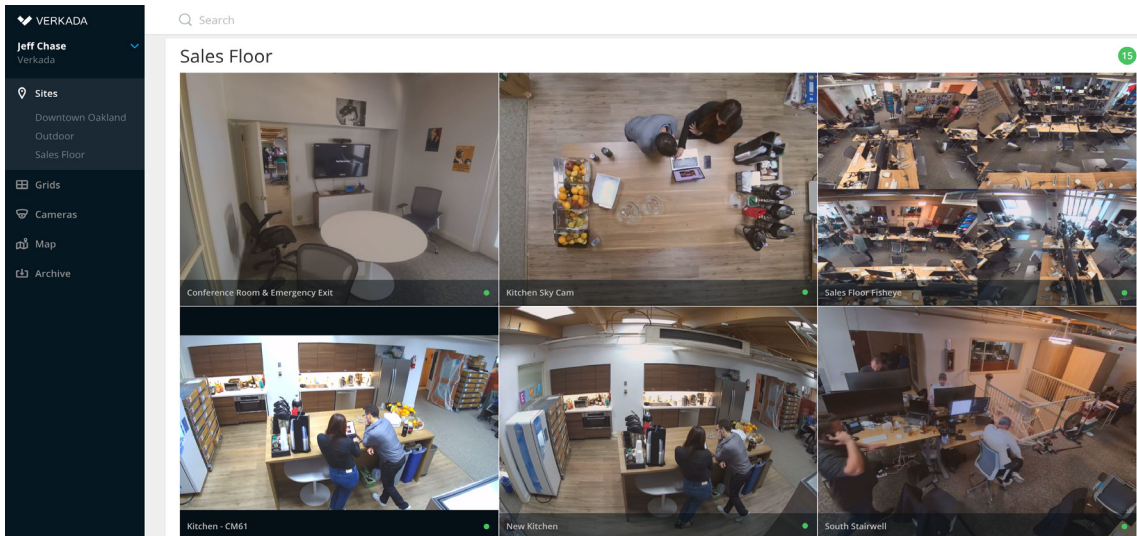 VERKADA
Search
Jeff Chase
Verkada
Sales Floor
15
Sites
Downtown Oakland
Outdoor
Sales Floor
Grids
Cameras
Map
Archive
Conference Room & Emergency Exit
Kitchen Sky Cam
Sales Floor Fisheye
Kitchen - CM61
New Kitchen
South Stairwell